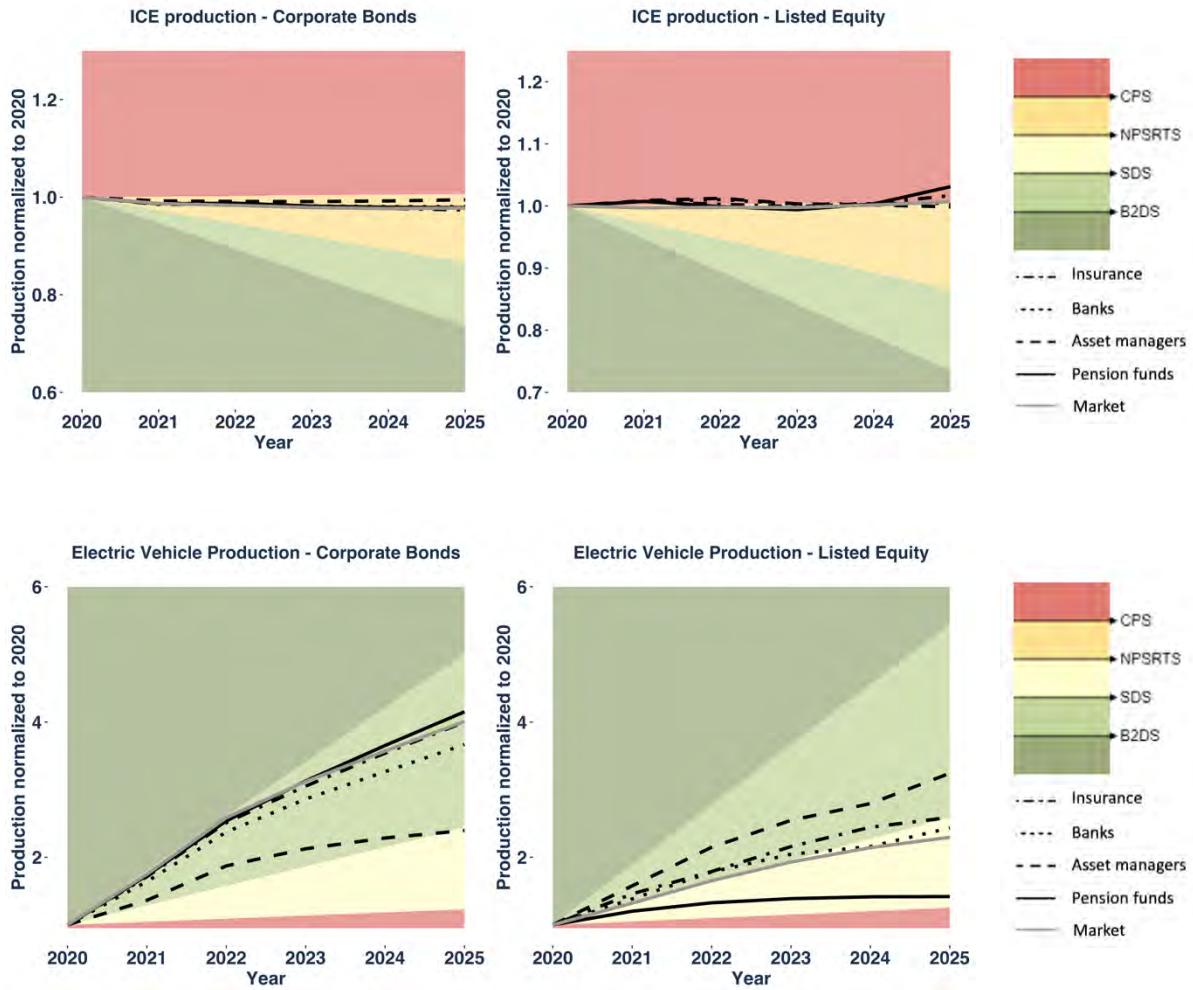 ICE production - Corporate Bonds
Production normalized to 2020
1.2
1.0
0.8
0.6
2020 2021 2022 2023 2024 2025
Year
ICE production - Listed Equity
Production normalized to 2020
1.2
1.1
1.0
0.9
0.8
0.7
2020 2021 2022 2023 2024 2025
Year
CPS
NPSRTS
SDS
B2DS
Insurance
Banks
Asset managers
Pension funds
Market
Electric Vehicle Production - Corporate Bonds
Production normalized to 2020
6
4
2
2020 2021 2022 2023 2024 2025
Year
Electric Vehicle Production - Listed Equity
Production normalized to 2020
6
4
2
2020 2021 2022 2023 2024 2025
Year
CPS
NPSRTS
SDS
B2DS
Insurance
Banks
Asset managers
Pension funds
Market